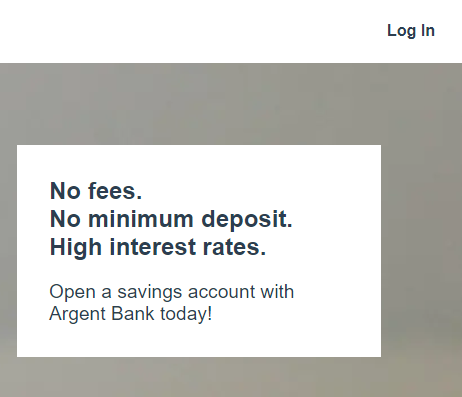 Log In
No fees.
No minimum deposit.
High interest rates.
Open a savings account with
Argent Bank today!